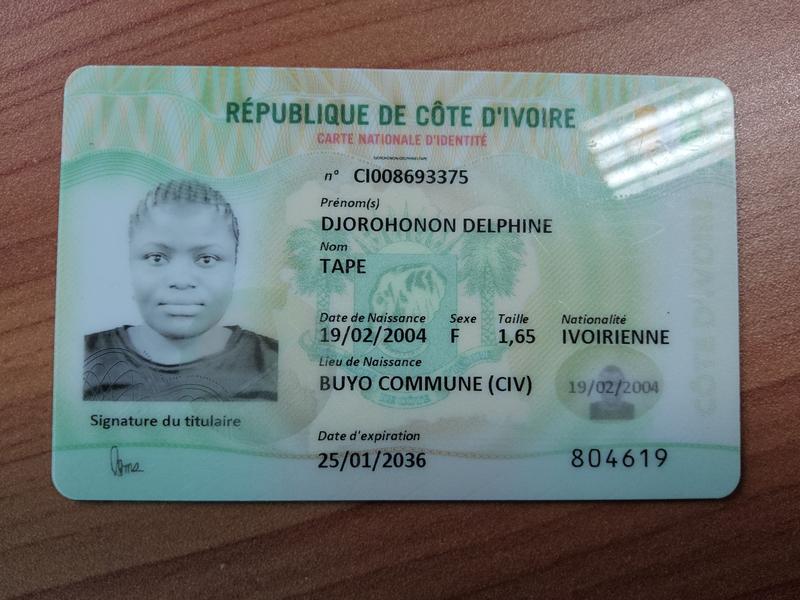 RÉPUBLIQUE DE CÔTE D'IVOIRE
CARTE NATIONALE D'IDENTITÉ
n° CI008693375
Prénom(s)
DJOROHONON DELPHINE
Nom
TAPE
Date de Naissance Sexe Taille Nationalité
19/02/2004 F 1,65 IVOIRIENNE
Lieu de Naissance
BUYO COMMUNE (CIV)
19/02/2004
Signature du titulaire
Date d'expiration
25/01/2036
804619